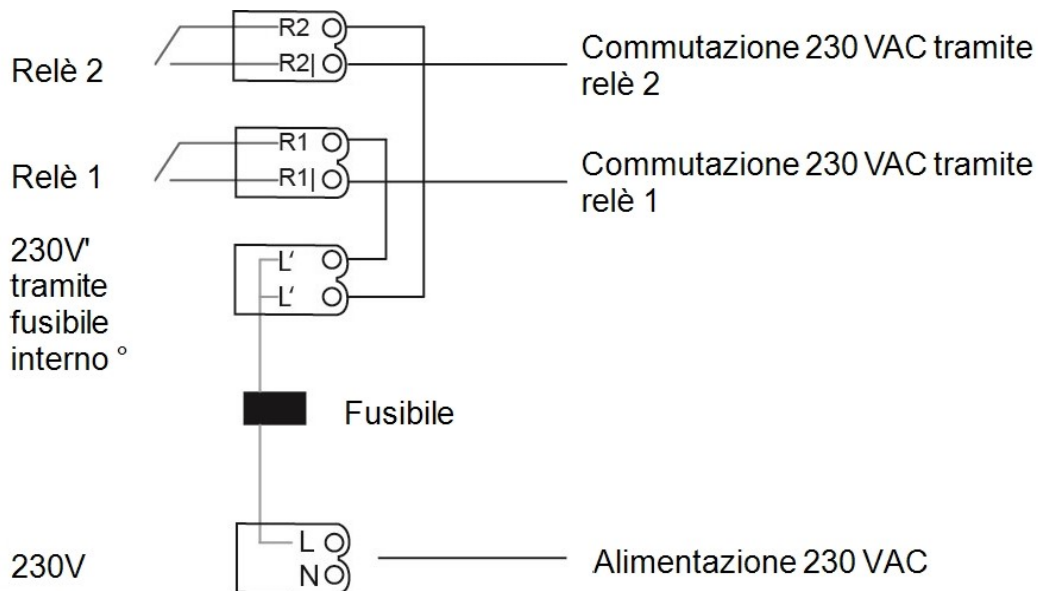 Relè 2
R2
R2|
Commutazione 230 VAC tramite
relè 2
Relè 1
R1
R1|
Commutazione 230 VAC tramite
relè 1
230V'
tramite
fusibile
interno °
L‘
L‘
Fusibile
230V
L
N
Alimentazione 230 VAC